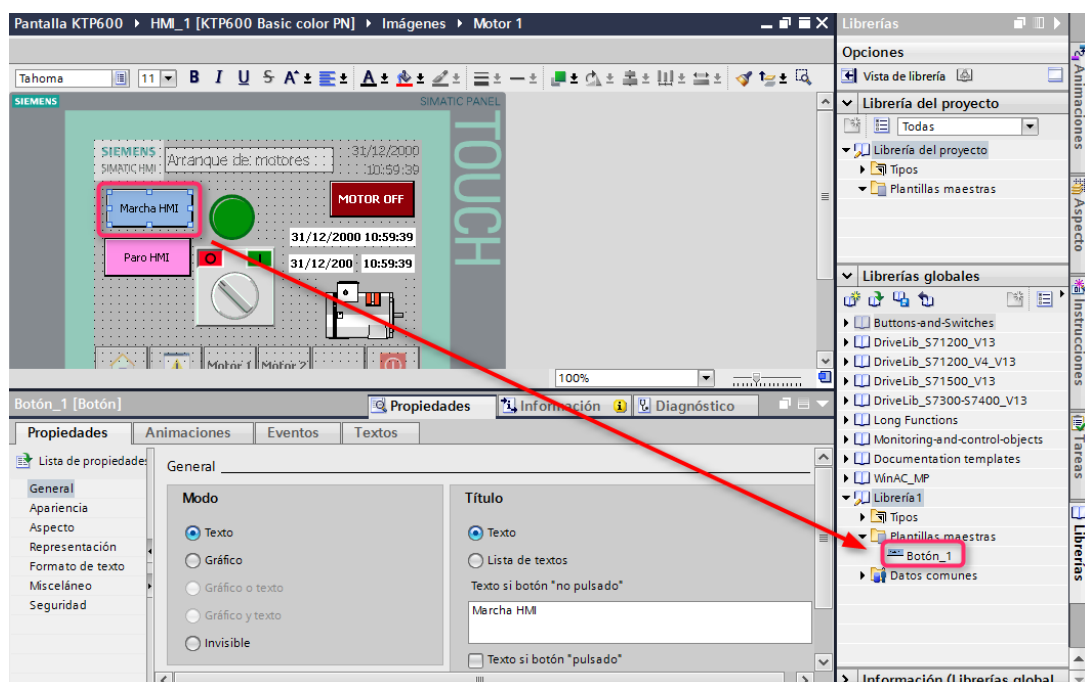 Pantalla KTP600 ▸ HMI_1 [KTP600 Basic color PN] ▸ Imágenes ▸ Motor 1
Tahoma 11 B I U S A
SIEMENS SIMATIC PANEL
TOUCH
SIEMENS
SIMATIC HMI
Arranque de motores
31/12/2000
10:59:39
Marcha HMI
MOTOR OFF
31/12/2000 10:59:39
Paro HMI
O I
31/12/200 10:59:39
Motor 1 Motor 2
100%
Botón_1 [Botón]
Propiedades Información Diagnóstico
Propiedades Animaciones Eventos Textos
Lista de propiedades
General
Apariencia
Aspecto
Representación
Formato de texto
Misceláneo
Seguridad
General
Modo
Texto
Gráfico
Gráfico o texto
Gráfico y texto
Invisible
Título
Texto
Lista de textos
Texto si botón "no pulsado"
Marcha HMI
Texto si botón "pulsado"
Librerías
Opciones
Vista de librería
Librería del proyecto
Todas
Librería del proyecto
Tipos
Plantillas maestras
Librerías globales
Buttons-and-Switches
DriveLib_S71200_V13
DriveLib_S71200_V4_V13
DriveLib_S71500_V13
DriveLib_S7300-S7400_V13
Long Functions
Monitoring-and-control-objects
Documentation templates
WinAC_MP
Librería1
Tipos
Plantillas maestras
Botón_1
Datos comunes
Información (Librerías global
Animaciones
Aspecto
Instrucciones
Tareas
Librerías